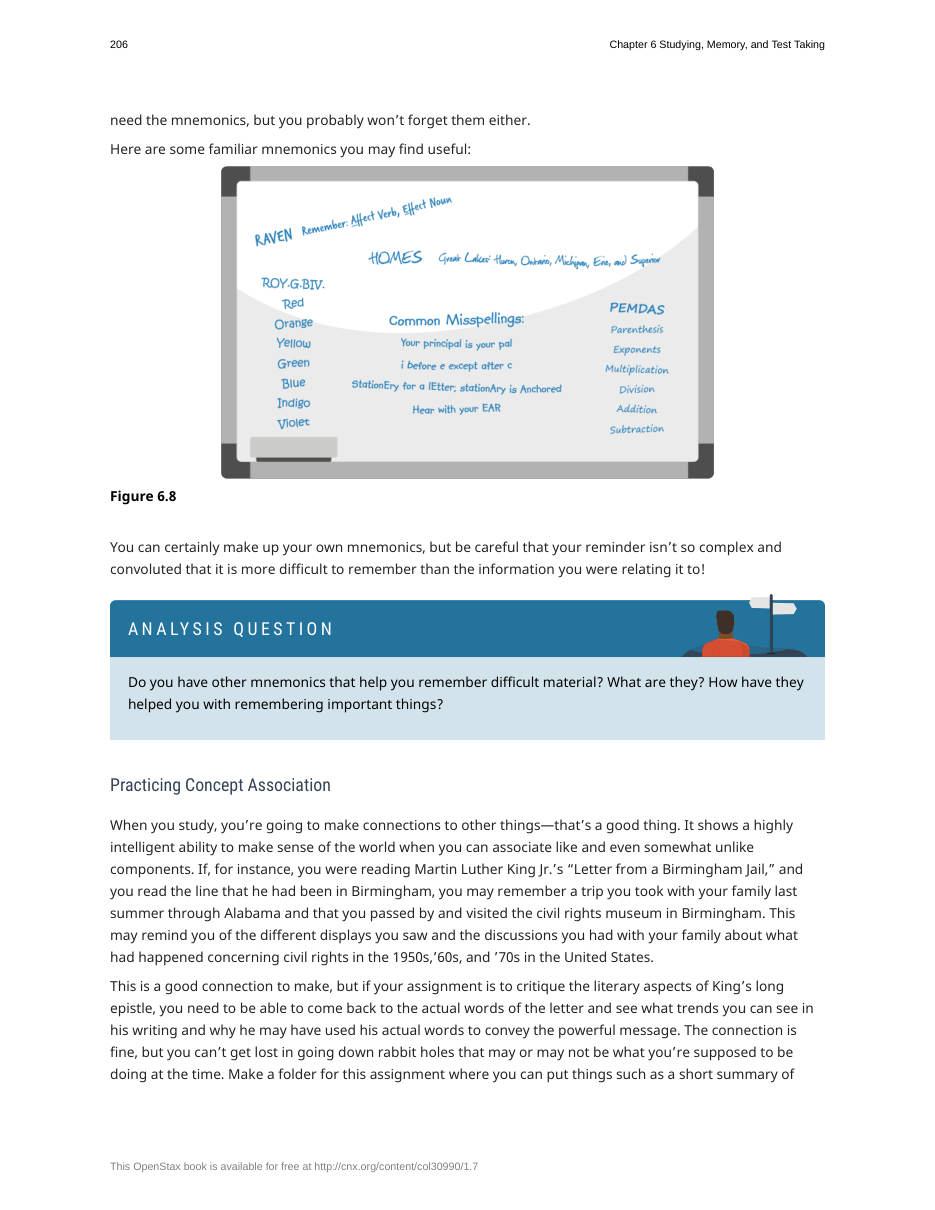 206
Chapter 6 Studying, Memory, and Test Taking
need the mnemonics, but you probably won’t forget them either.
Here are some familiar mnemonics you may find useful:
RAVEN Remember: Affect Verb, Effect Noun
HOMES Great Lakes: Huron, Ontario, Michigan, Erie, and Superior
ROY.G.BIV.
Red
Orange
Yellow
Green
Blue
Indigo
Violet
Common Misspellings:
Your principal is your pal
i before e except after c
StationEry for a lEtter; stationAry is Anchored
Hear with your EAR
PEMDAS
Parenthesis
Exponents
Multiplication
Division
Addition
Subtraction
Figure 6.8
You can certainly make up your own mnemonics, but be careful that your reminder isn’t so complex and
convoluted that it is more difficult to remember than the information you were relating it to!
ANALYSIS QUESTION
Do you have other mnemonics that help you remember difficult material? What are they? How have they
helped you with remembering important things?
Practicing Concept Association
When you study, you’re going to make connections to other things—that’s a good thing. It shows a highly
intelligent ability to make sense of the world when you can associate like and even somewhat unlike
components. If, for instance, you were reading Martin Luther King Jr.’s “Letter from a Birmingham Jail,” and
you read the line that he had been in Birmingham, you may remember a trip you took with your family last
summer through Alabama and that you passed by and visited the civil rights museum in Birmingham. This
may remind you of the different displays you saw and the discussions you had with your family about what
had happened concerning civil rights in the 1950s,’60s, and ’70s in the United States.
This is a good connection to make, but if your assignment is to critique the literary aspects of King’s long
epistle, you need to be able to come back to the actual words of the letter and see what trends you can see in
his writing and why he may have used his actual words to convey the powerful message. The connection is
fine, but you can’t get lost in going down rabbit holes that may or may not be what you’re supposed to be
doing at the time. Make a folder for this assignment where you can put things such as a short summary of
This OpenStax book is available for free at http://cnx.org/content/col30990/1.7